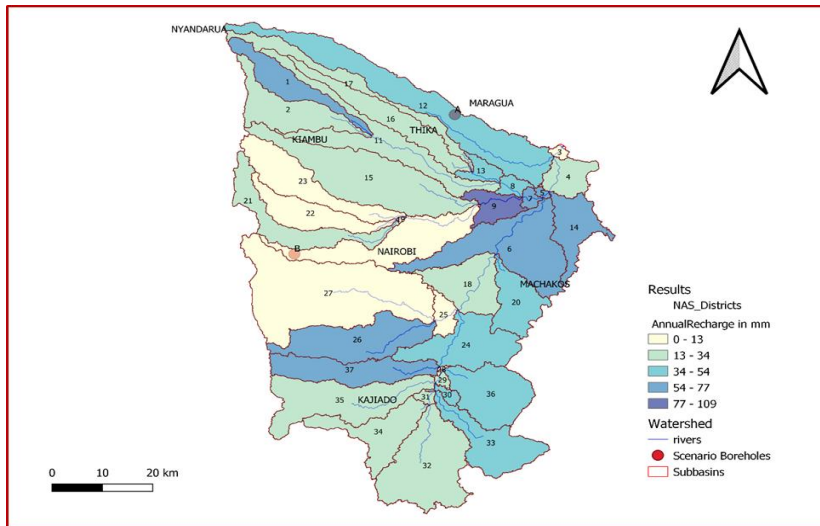 NYANDARUA
1
17
12
A
MARAGUA
2
16
THIKA
KIAMBU
11
3
23
15
13
4
8
5
7
21
22
9
19
14
B
NAIROBI
6
18
MACHAKOS
27
25
20
26
24
37
28
29
36
35
KAJIADO
31
30
34
33
32
Results
NAS_Districts
AnnualRecharge in mm
0 - 13
13 - 34
34 - 54
54 - 77
77 - 109
Watershed
rivers
Scenario Boreholes
Subbasins
0 10 20 km